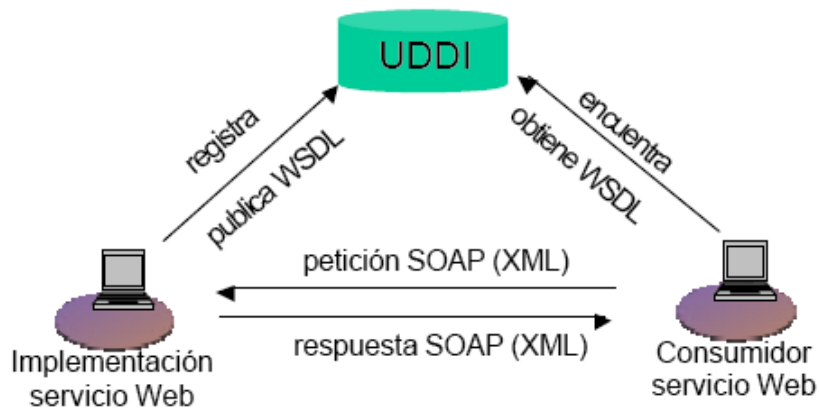 UDDI
registra
publica WSDL
encuentra
obtiene WSDL
petición SOAP (XML)
respuesta SOAP (XML)
Implementación
servicio Web
Consumidor
servicio Web